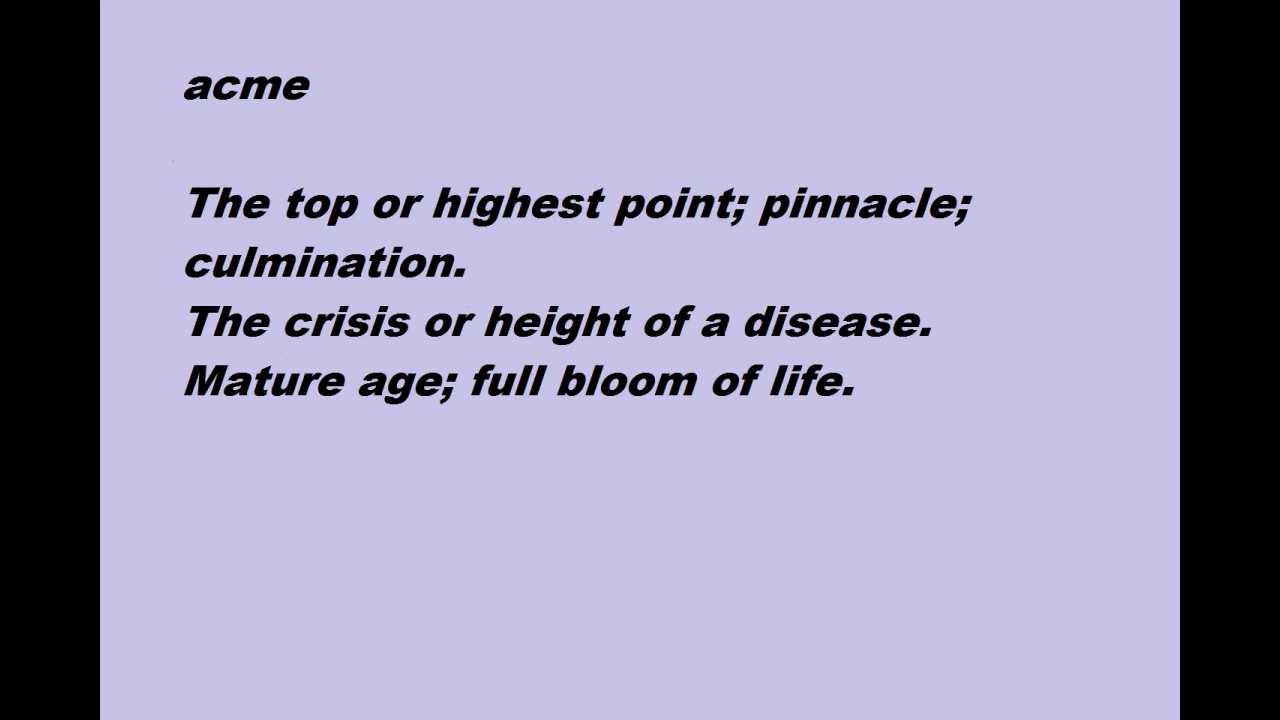 acme
The top or highest point; pinnacle;
culmination.
The crisis or height of a disease.
Mature age; full bloom of life.